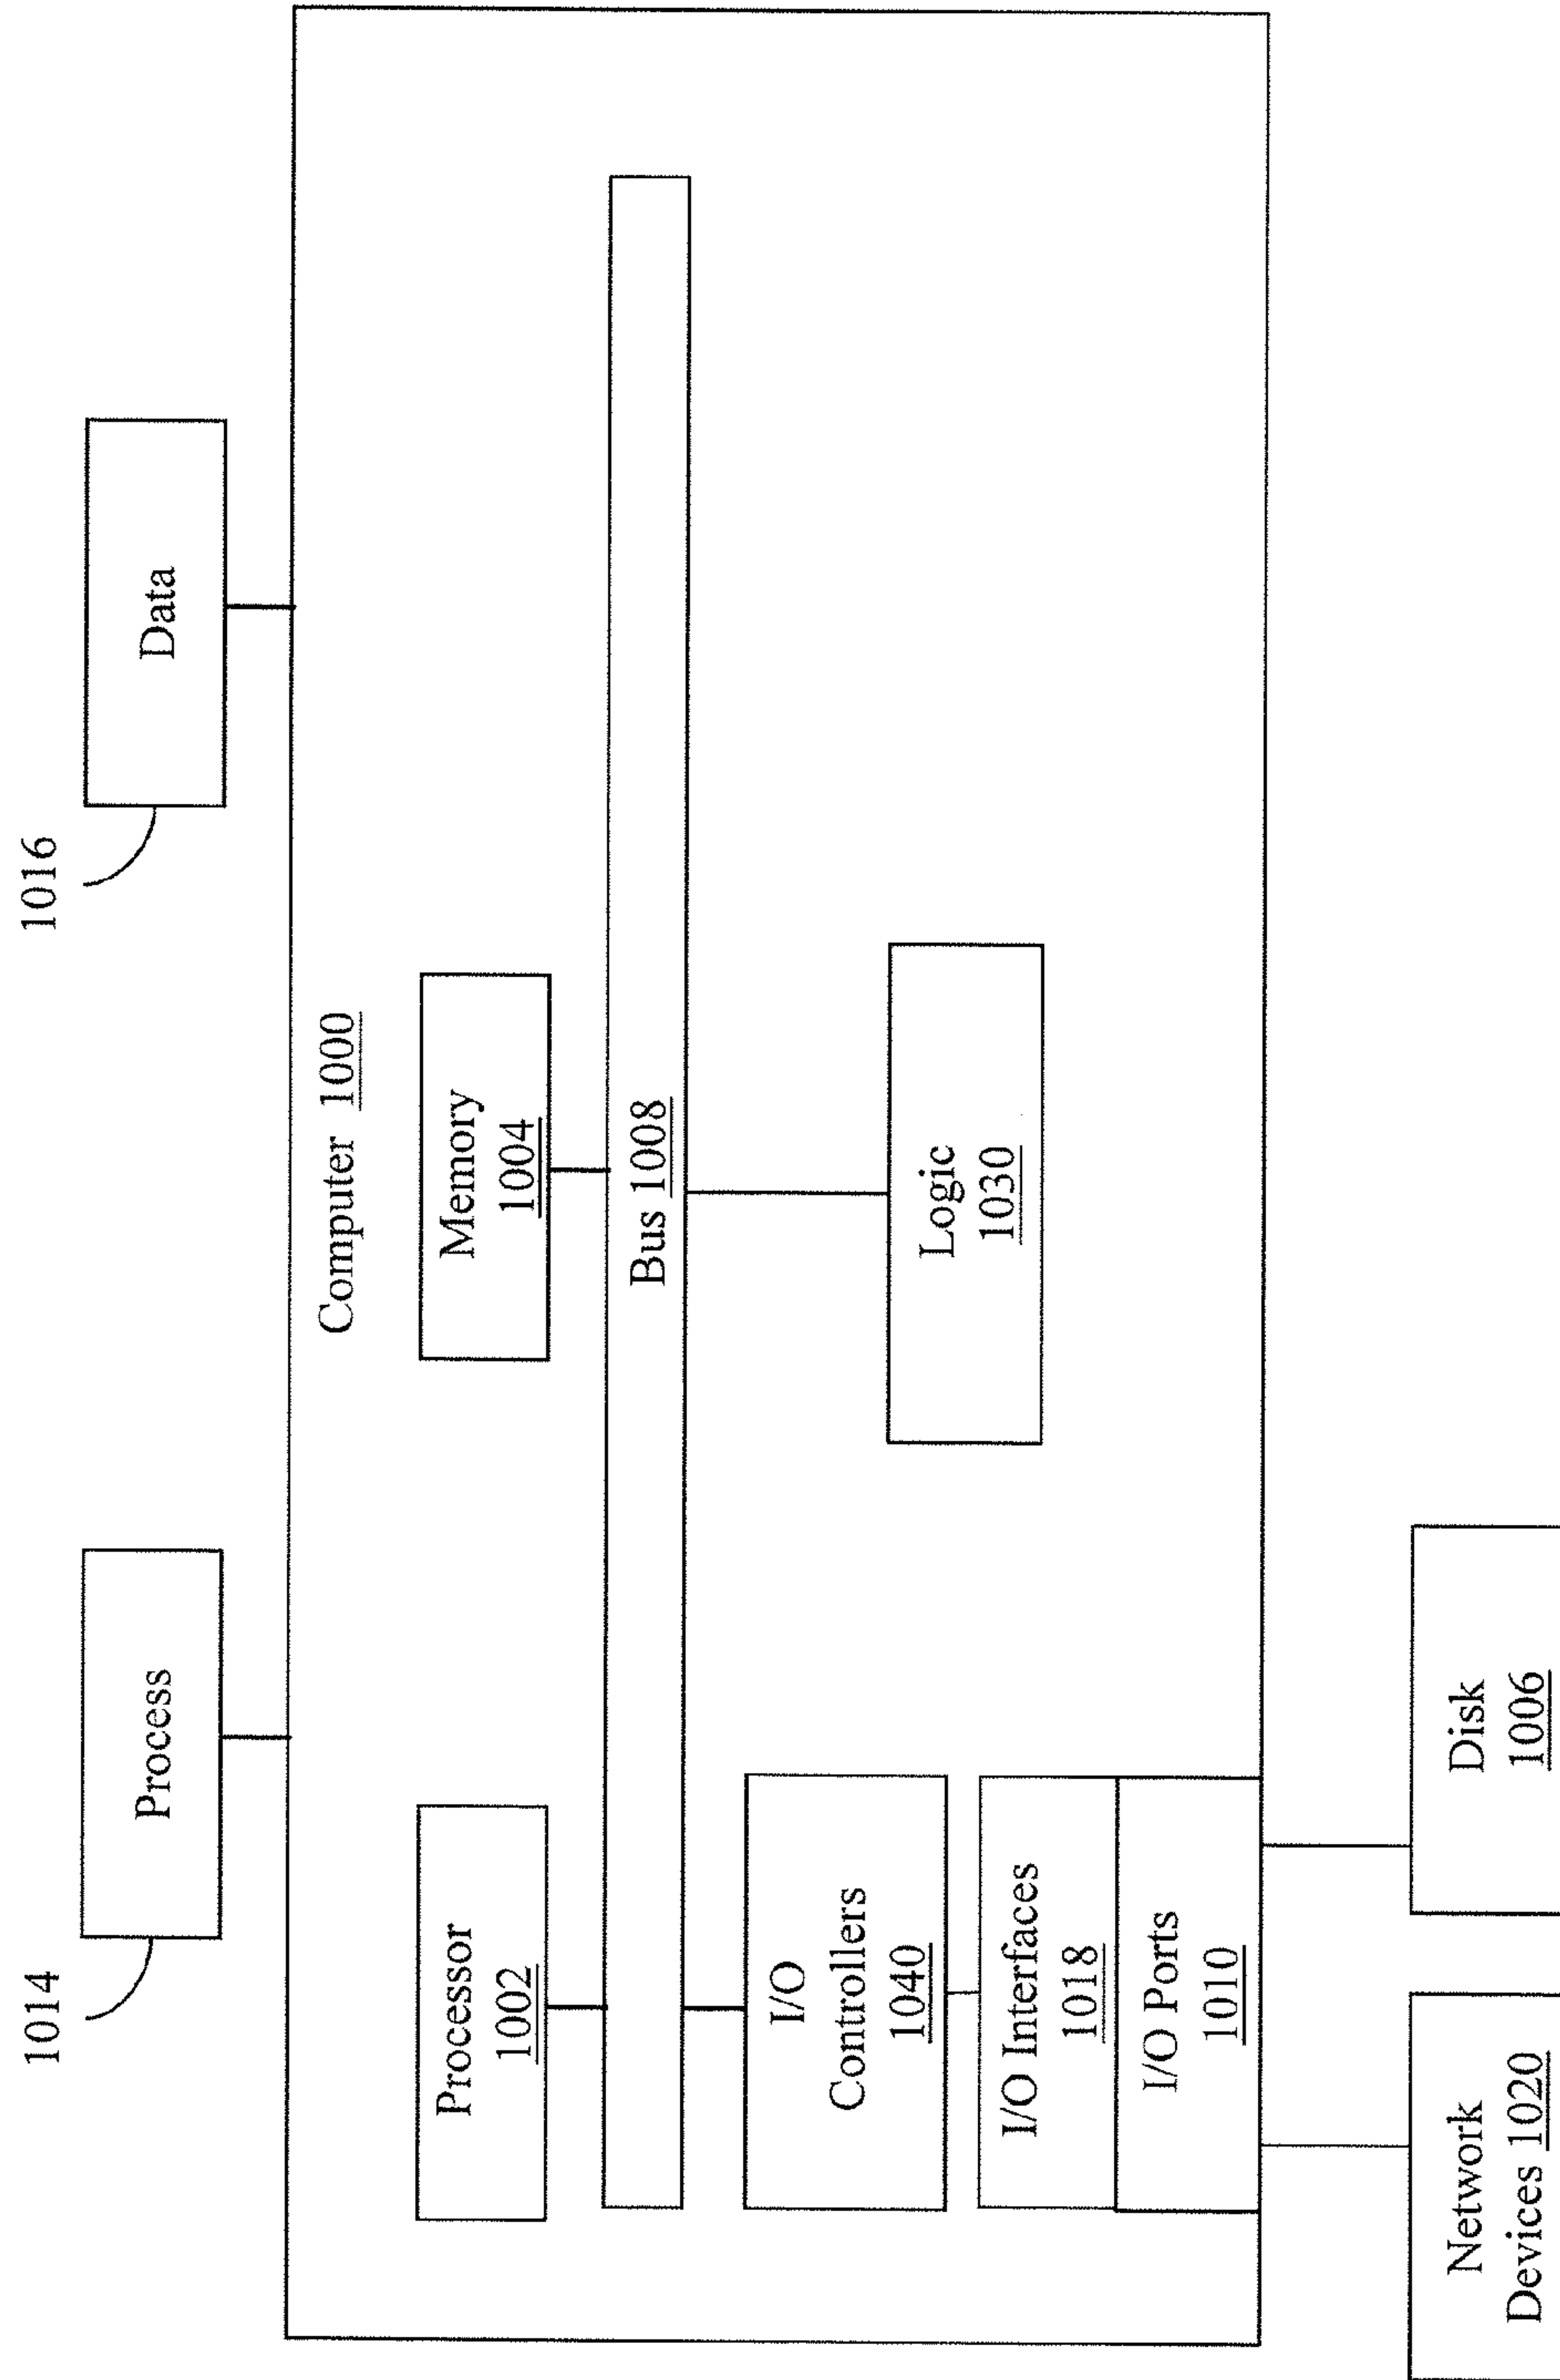 1014
Process
1016
Data
Computer 1000
Processor
1002
Memory
1004
Bus 1008
I/O
Controllers
1040
Logic
1030
I/O Interfaces
1018
I/O Ports
1010
Network
Devices 1020
Disk
1006